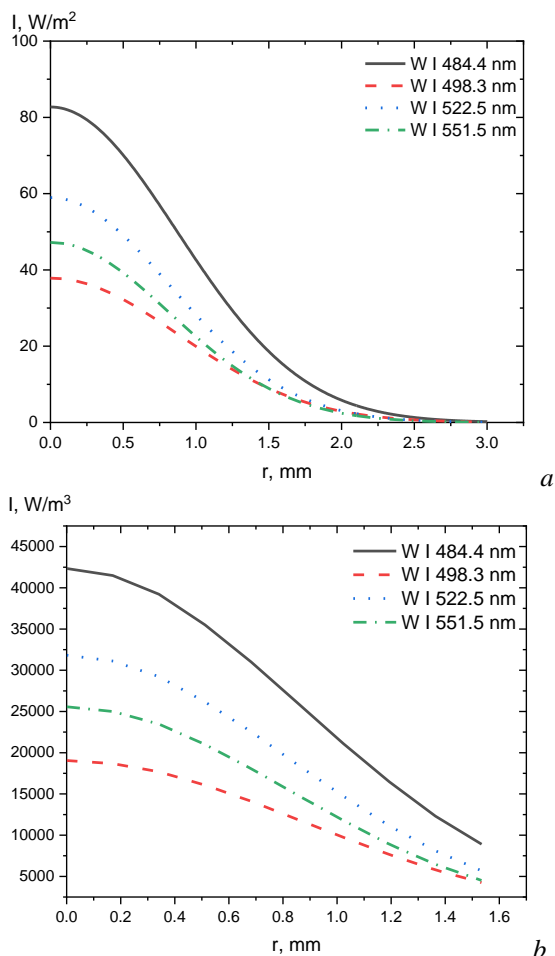 I, W/m²
100
80
60
40
20
0
W I 484.4 nm
W I 498.3 nm
W I 522.5 nm
W I 551.5 nm
0.0 0.5 1.0 1.5 2.0 2.5 3.0
r, mm
a
I, W/m³
45000
40000
35000
30000
25000
20000
15000
10000
5000
W I 484.4 nm
W I 498.3 nm
W I 522.5 nm
W I 551.5 nm
0.0 0.2 0.4 0.6 0.8 1.0 1.2 1.4 1.6
r, mm
b